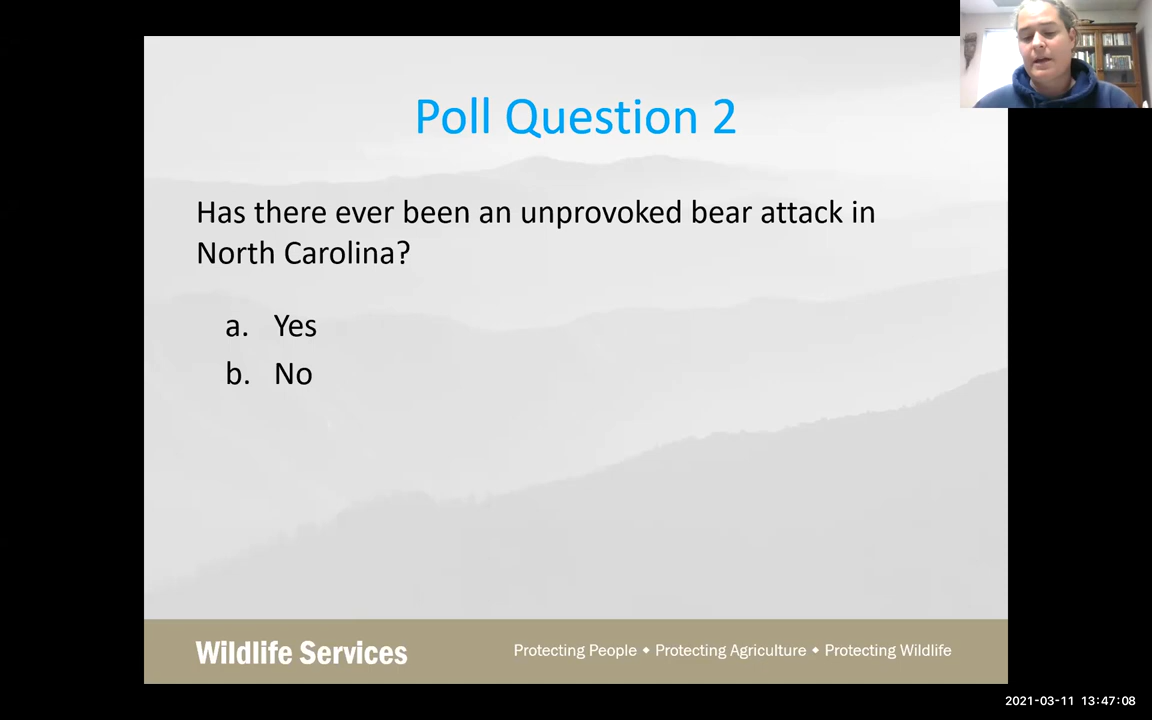 Poll Question 2
Has there ever been an unprovoked bear attack in
North Carolina?
a. Yes
b. No
Wildlife Services
Protecting People • Protecting Agriculture • Protecting Wildlife
2021-03-11 13:47:08